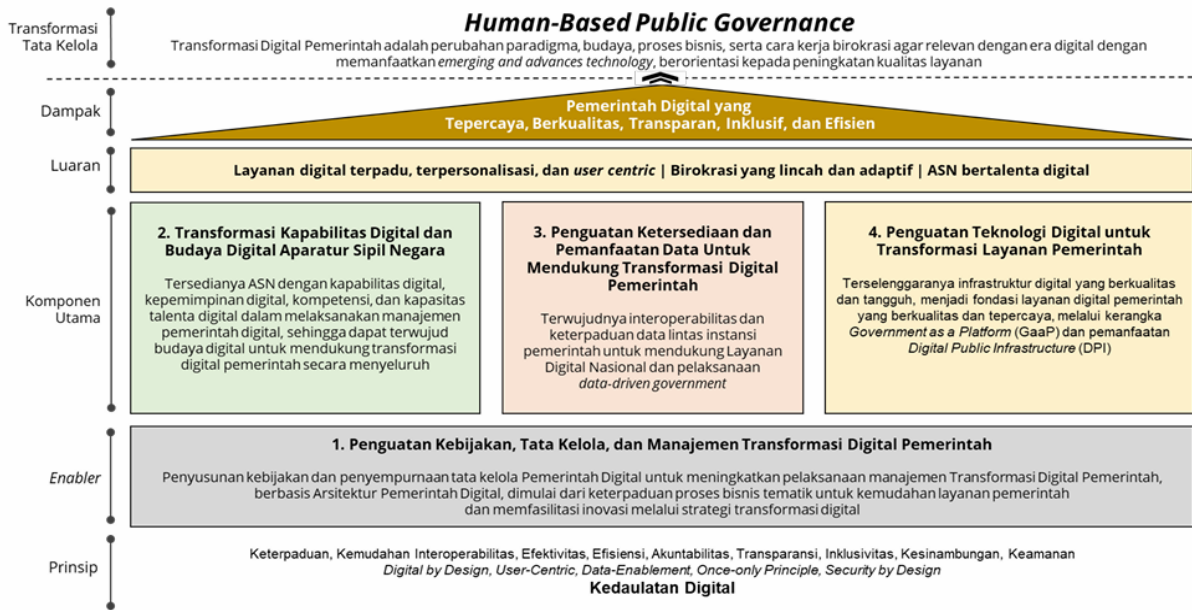 Transformasi
Tata Kelola
Human-Based Public Governance
Transformasi Digital Pemerintah adalah perubahan paradigma, budaya, proses bisnis, serta cara kerja birokrasi agar relevan dengan era digital dengan
memanfaatkan emerging and advances technology, berorientasi kepada peningkatan kualitas layanan
Dampak
Pemerintah Digital yang
Tepercaya, Berkualitas, Transparan, Inklusif, dan Efisien
Luaran
Layanan digital terpadu, terpersonalisasi, dan user centric | Birokrasi yang lincah dan adaptif | ASN bertalenta digital
Komponen
Utama
2. Transformasi Kapabilitas Digital dan
Budaya Digital Aparatur Sipil Negara
Tersedianya ASN dengan kapabilitas digital,
kepemimpinan digital, kompetensi, dan kapasitas
talenta digital dalam melaksanakan manajemen
pemerintah digital, sehingga dapat terwujud
budaya digital untuk mendukung transformasi
digital pemerintah secara menyeluruh
3. Penguatan Ketersediaan dan
Pemanfaatan Data Untuk
Mendukung Transformasi Digital
Pemerintah
Terwujudnya interoperabilitas dan
keterpaduan data lintas instansi
pemerintah untuk mendukung Layanan
Digital Nasional dan pelaksanaan
data-driven government
4. Penguatan Teknologi Digital untuk
Transformasi Layanan Pemerintah
Terselenggaranya infrastruktur digital yang berkualitas
dan tangguh, menjadi fondasi layanan digital pemerintah
yang berkualitas dan tepercaya, melalui kerangka
Government as a Platform (GaaP) dan pemanfaatan
Digital Public Infrastructure (DPI)
Enabler
1. Penguatan Kebijakan, Tata Kelola, dan Manajemen Transformasi Digital Pemerintah
Penyusunan kebijakan dan penyempurnaan tata kelola Pemerintah Digital untuk meningkatkan pelaksanaan manajemen Transformasi Digital Pemerintah,
berbasis Arsitektur Pemerintah Digital, dimulai dari keterpaduan proses bisnis tematik untuk kemudahan layanan pemerintah
dan memfasilitasi inovasi melalui strategi transformasi digital
Prinsip
Keterpaduan, Kemudahan Interoperabilitas, Efektivitas, Efisiensi, Akuntabilitas, Transparansi, Inklusivitas, Kesinambungan, Keamanan
Digital by Design, User-Centric, Data-Enablement, Once-only Principle, Security by Design
Kedaulatan Digital